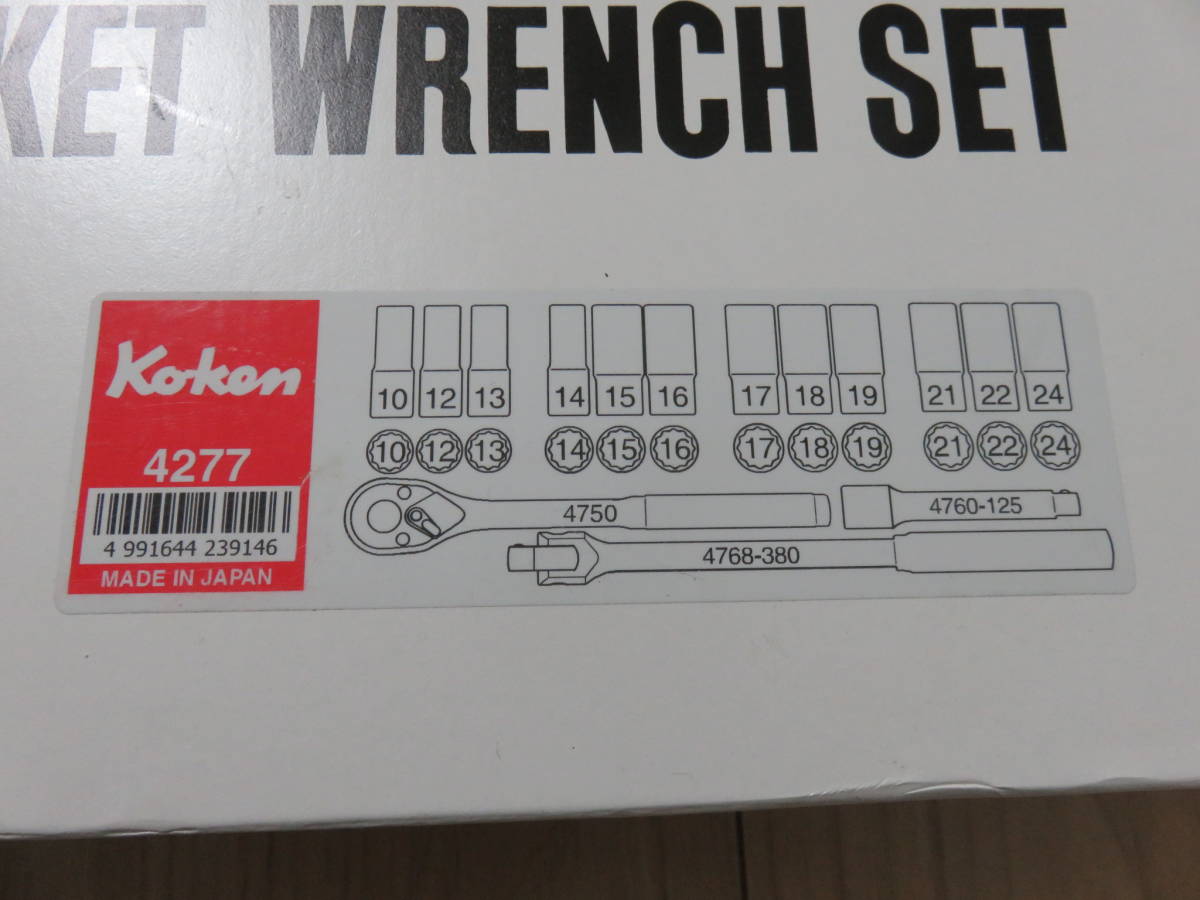 KET WRENCH SET
Ko-ken
4277
4 991644 239146
MADE IN JAPAN
10 12 13 14 15 16 17 18 19 21 22 24
10 12 13 14 15 16 17 18 19 21 22 24
4750
4760-125
4768-380